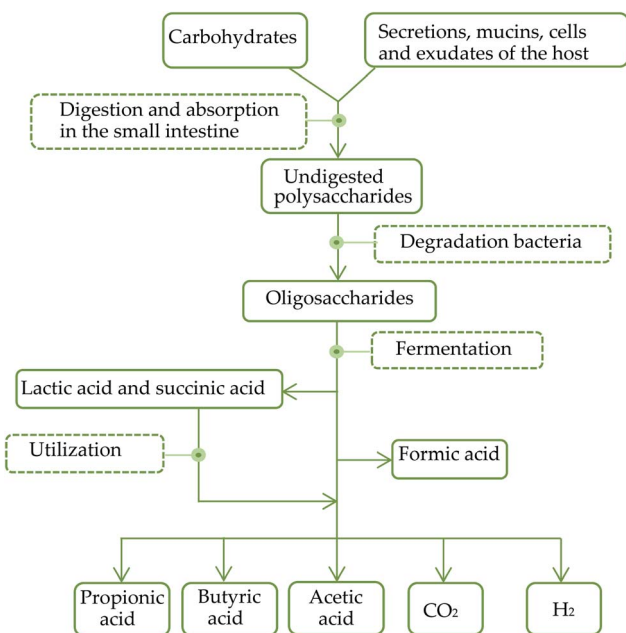 Carbohydrates
Secretions, mucins, cells
and exudates of the host
Digestion and absorption
in the small intestine
Undigested
polysaccharides
Degradation bacteria
Oligosaccharides
Fermentation
Lactic acid and succinic acid
Utilization
Formic acid
Propionic
acid
Butyric
acid
Acetic
acid
CO₂
H₂